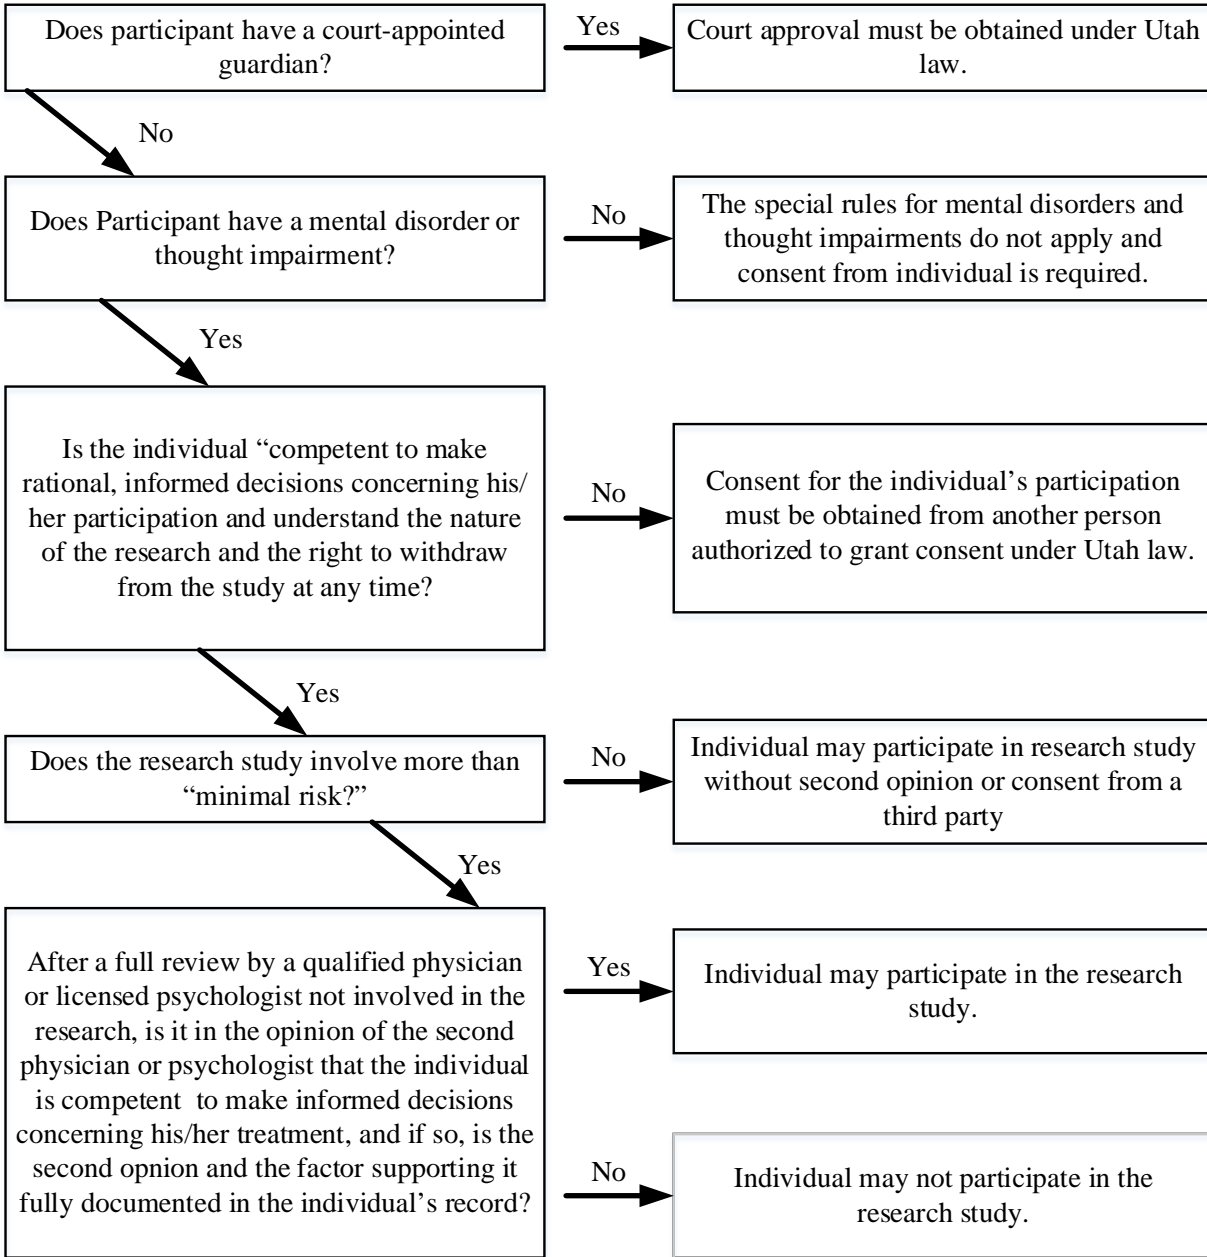 Does participant have a court-appointed
guardian?
Yes
Court approval must be obtained under Utah
law.
No
Does Participant have a mental disorder or
thought impairment?
No
The special rules for mental disorders and
thought impairments do not apply and
consent from individual is required.
Yes
Is the individual “competent to make
rational, informed decisions concerning his/
her participation and understand the nature
of the research and the right to withdraw
from the study at any time?
No
Consent for the individual’s participation
must be obtained from another person
authorized to grant consent under Utah law.
Yes
Does the research study involve more than
“minimal risk?”
No
Individual may participate in research study
without second opinion or consent from a
third party
Yes
After a full review by a qualified physician
or licensed psychologist not involved in the
research, is it in the opinion of the second
physician or psychologist that the individual
is competent to make informed decisions
concerning his/her treatment, and if so, is the
second opnion and the factor supporting it
fully documented in the individual’s record?
Yes
Individual may participate in the research
study.
No
Individual may not participate in the
research study.